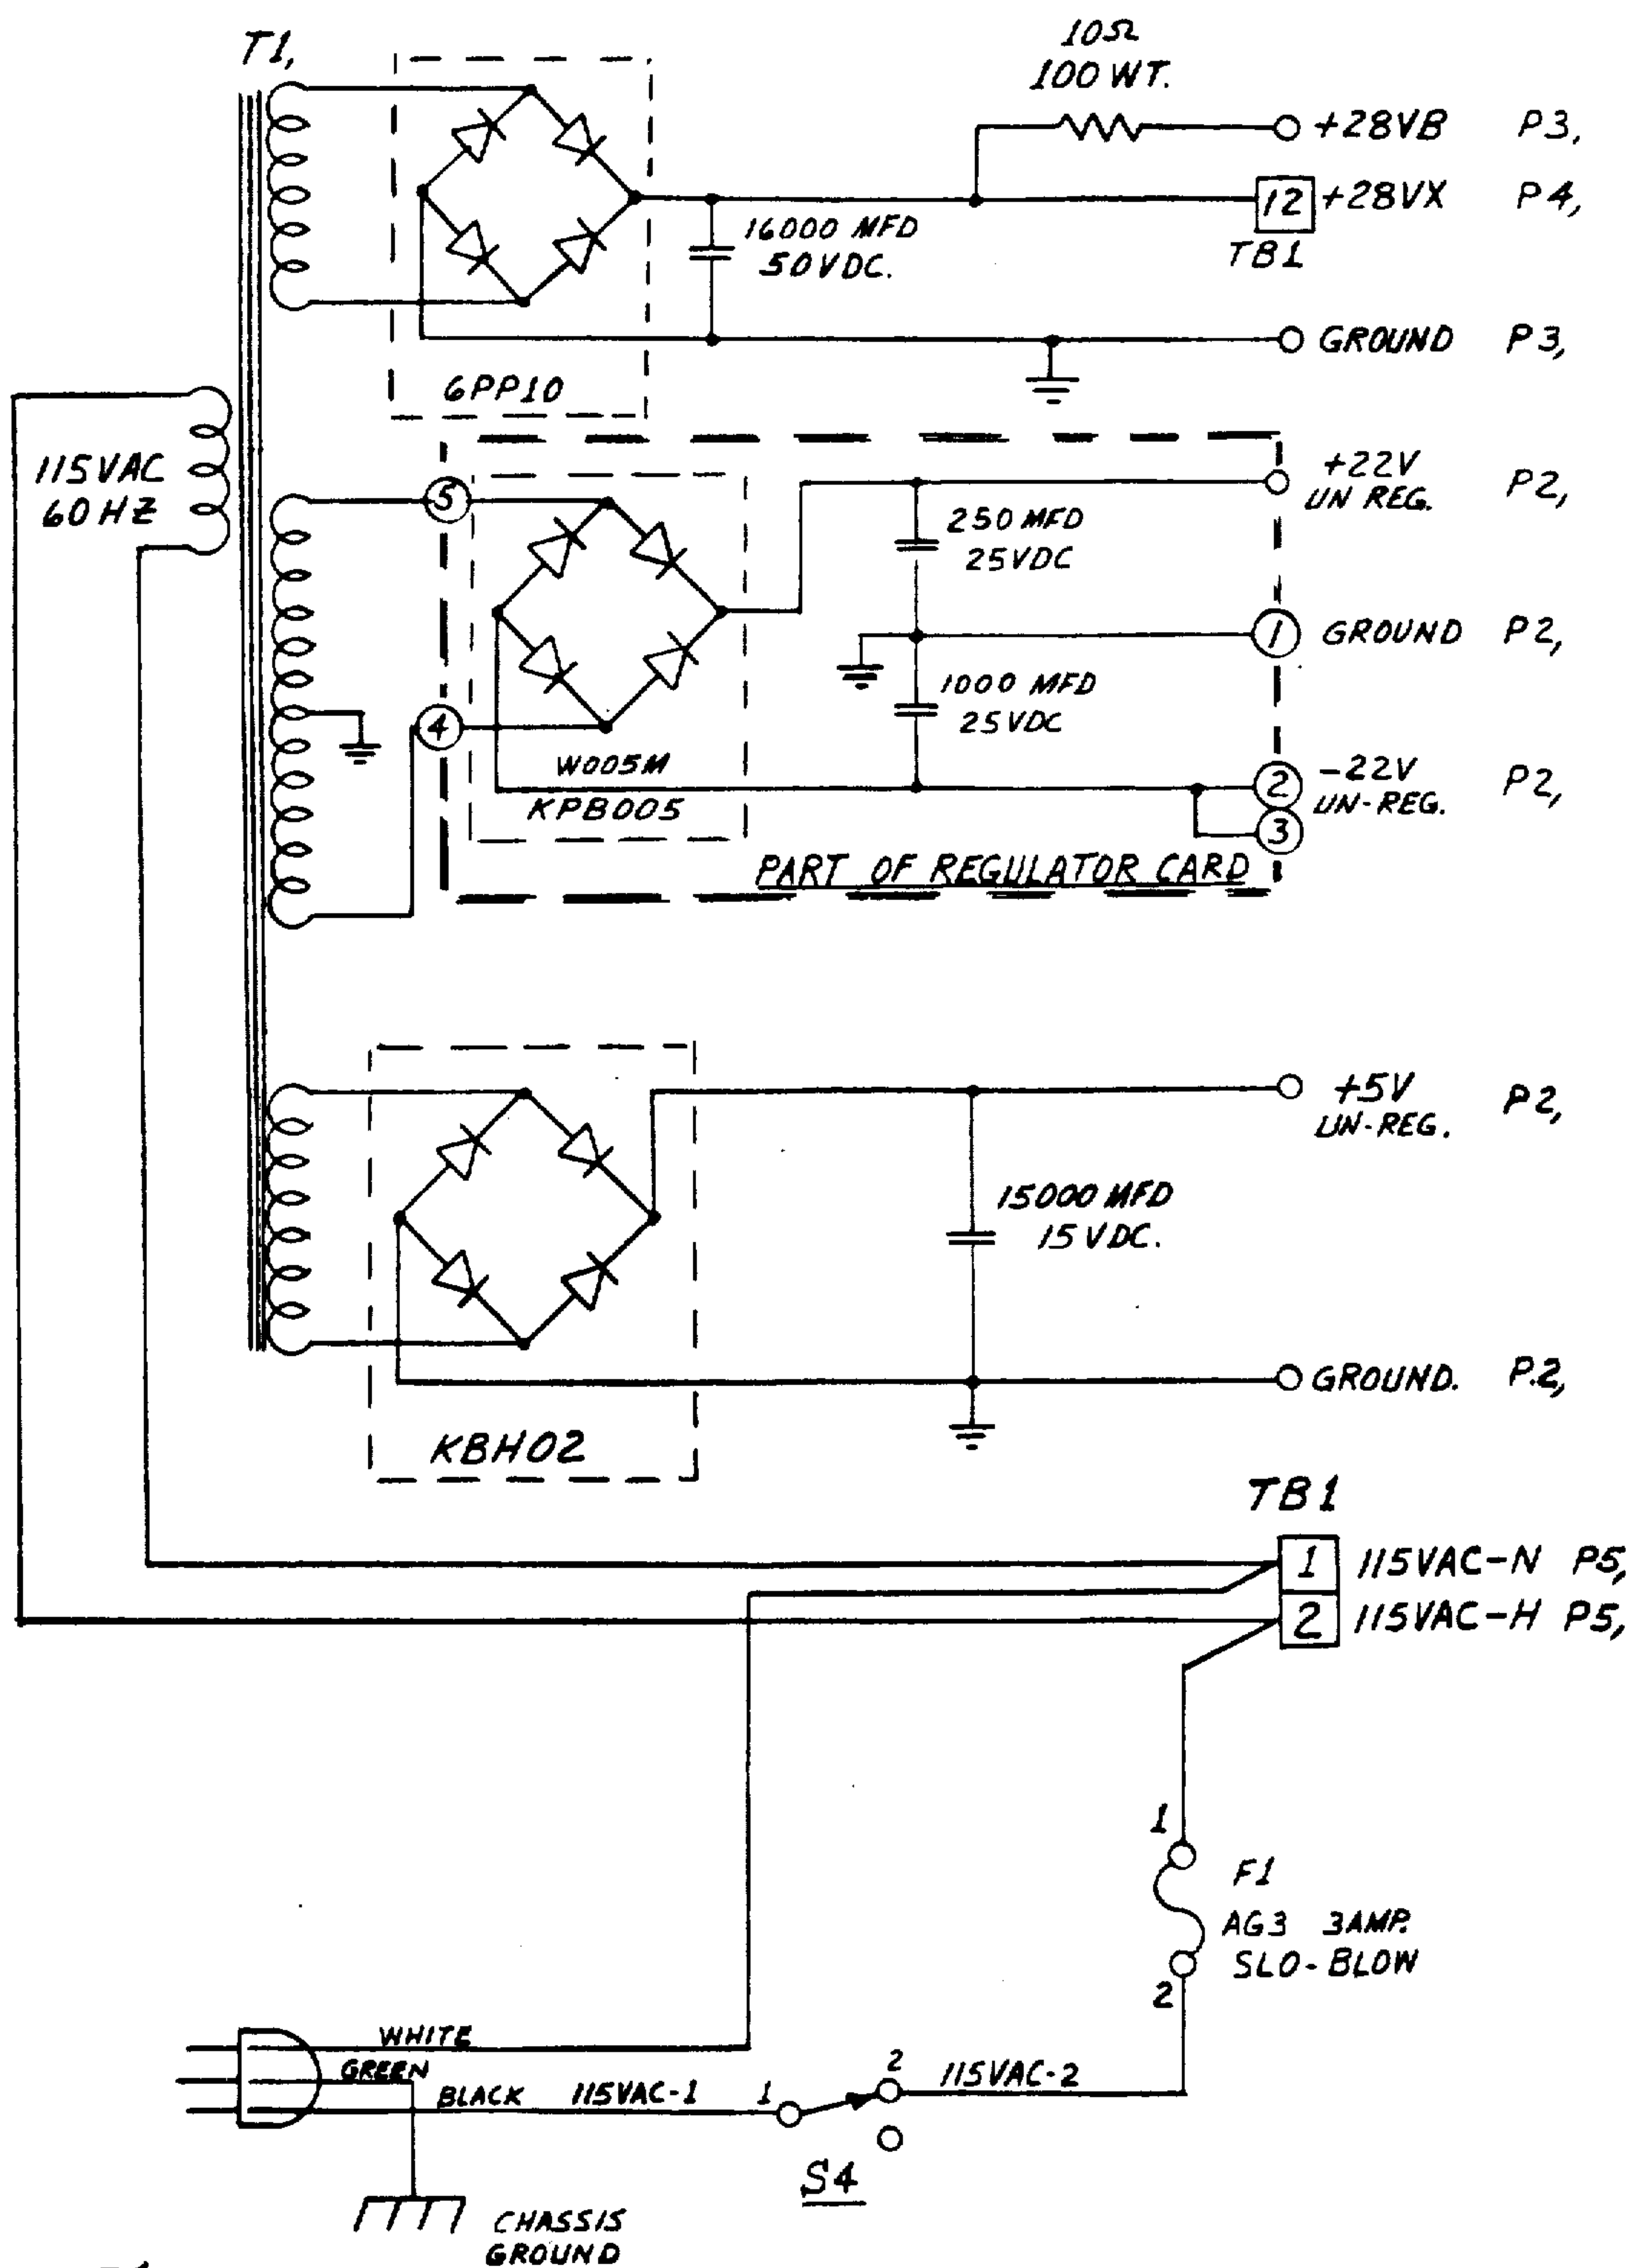 T1,
10Ω
100 WT.
+28VB P3,
12 +28VX P4,
TB1
16000 MFD
50VDC.
GROUND P3,
6PP10
115VAC
60HZ
5
+22V
UN REG. P2,
250 MFD
25VDC
1 GROUND P2,
4
1000 MFD
25VDC
W005M
KPB005
2 -22V
UN-REG. P2,
3
PART OF REGULATOR CARD
+5V
UN-REG. P2,
15000 MFD
15VDC.
GROUND. P.2,
KBH02
TB1
1 115VAC-N P5,
2 115VAC-H P5,
1
F1
AG3 3AMP.
SLO-BLOW
2
WHITE
GREEN
BLACK 115VAC-1 1
2 115VAC-2
S4
CHASSIS
GROUND